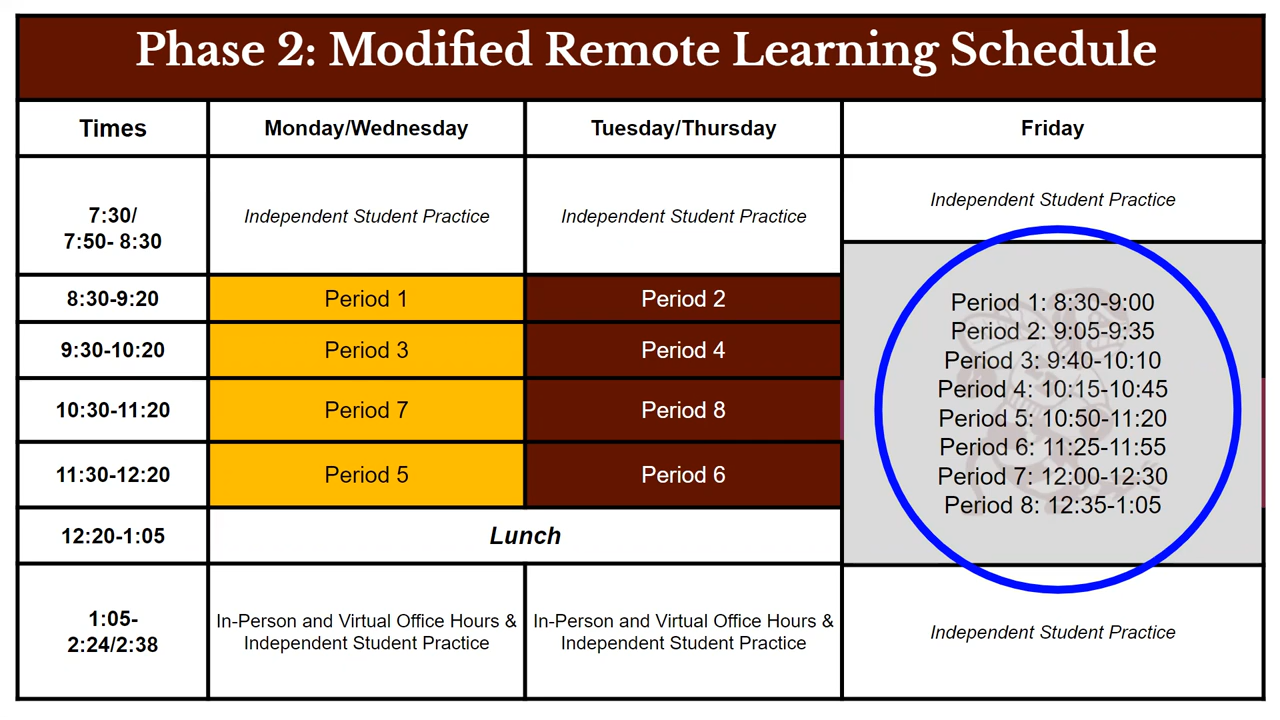 Phase 2: Modified Remote Learning Schedule
Times
Monday/Wednesday
Tuesday/Thursday
Friday
7:30/
7:50- 8:30
Independent Student Practice
Independent Student Practice
Independent Student Practice
8:30-9:20
Period 1
Period 2
9:30-10:20
Period 3
Period 4
10:30-11:20
Period 7
Period 8
11:30-12:20
Period 5
Period 6
Period 1: 8:30-9:00
Period 2: 9:05-9:35
Period 3: 9:40-10:10
Period 4: 10:15-10:45
Period 5: 10:50-11:20
Period 6: 11:25-11:55
Period 7: 12:00-12:30
Period 8: 12:35-1:05
12:20-1:05
Lunch
1:05-
2:24/2:38
In-Person and Virtual Office Hours &
Independent Student Practice
In-Person and Virtual Office Hours &
Independent Student Practice
Independent Student Practice